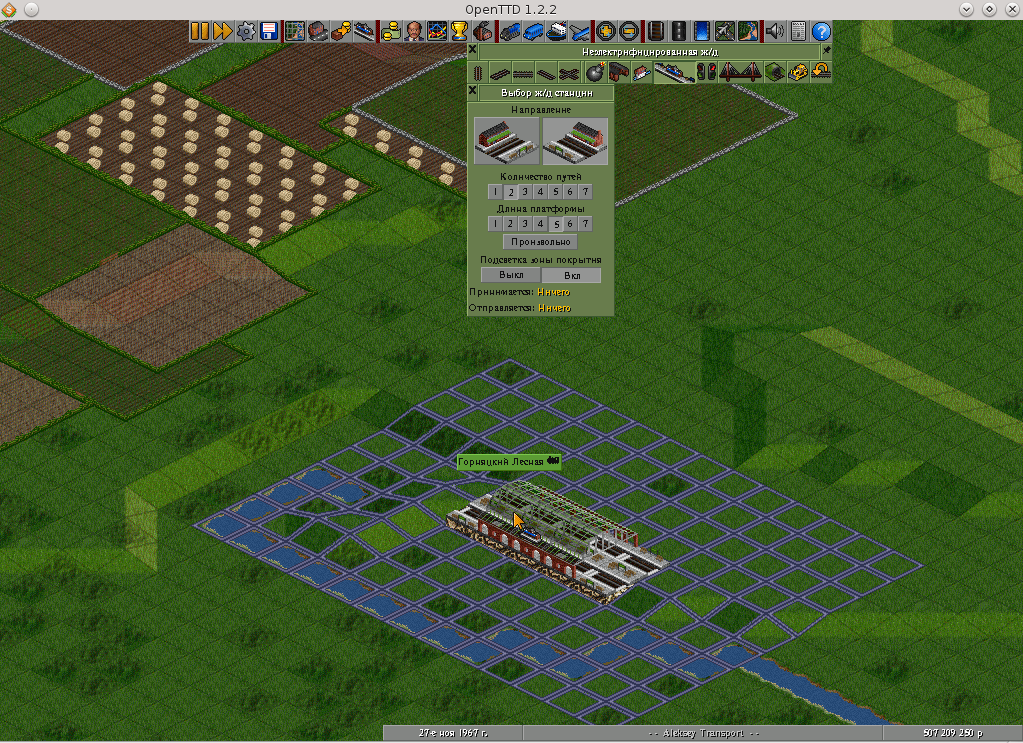 OpenTTD 1.2.2
Неэлектрифицированная ж/д
Выбор ж/д станции
Направление
Количество путей
1 2 3 4 5 6 7
Длина платформы
1 2 3 4 5 6 7
Произвольно
Подсветка зоны покрытия
Выкл Вкл
Принимается: Ничего
Отправляется: Ничего
Горняцкий Лесная
27-е ноя 1967 г. -- Aleksey Transport -- 507 209 250 р